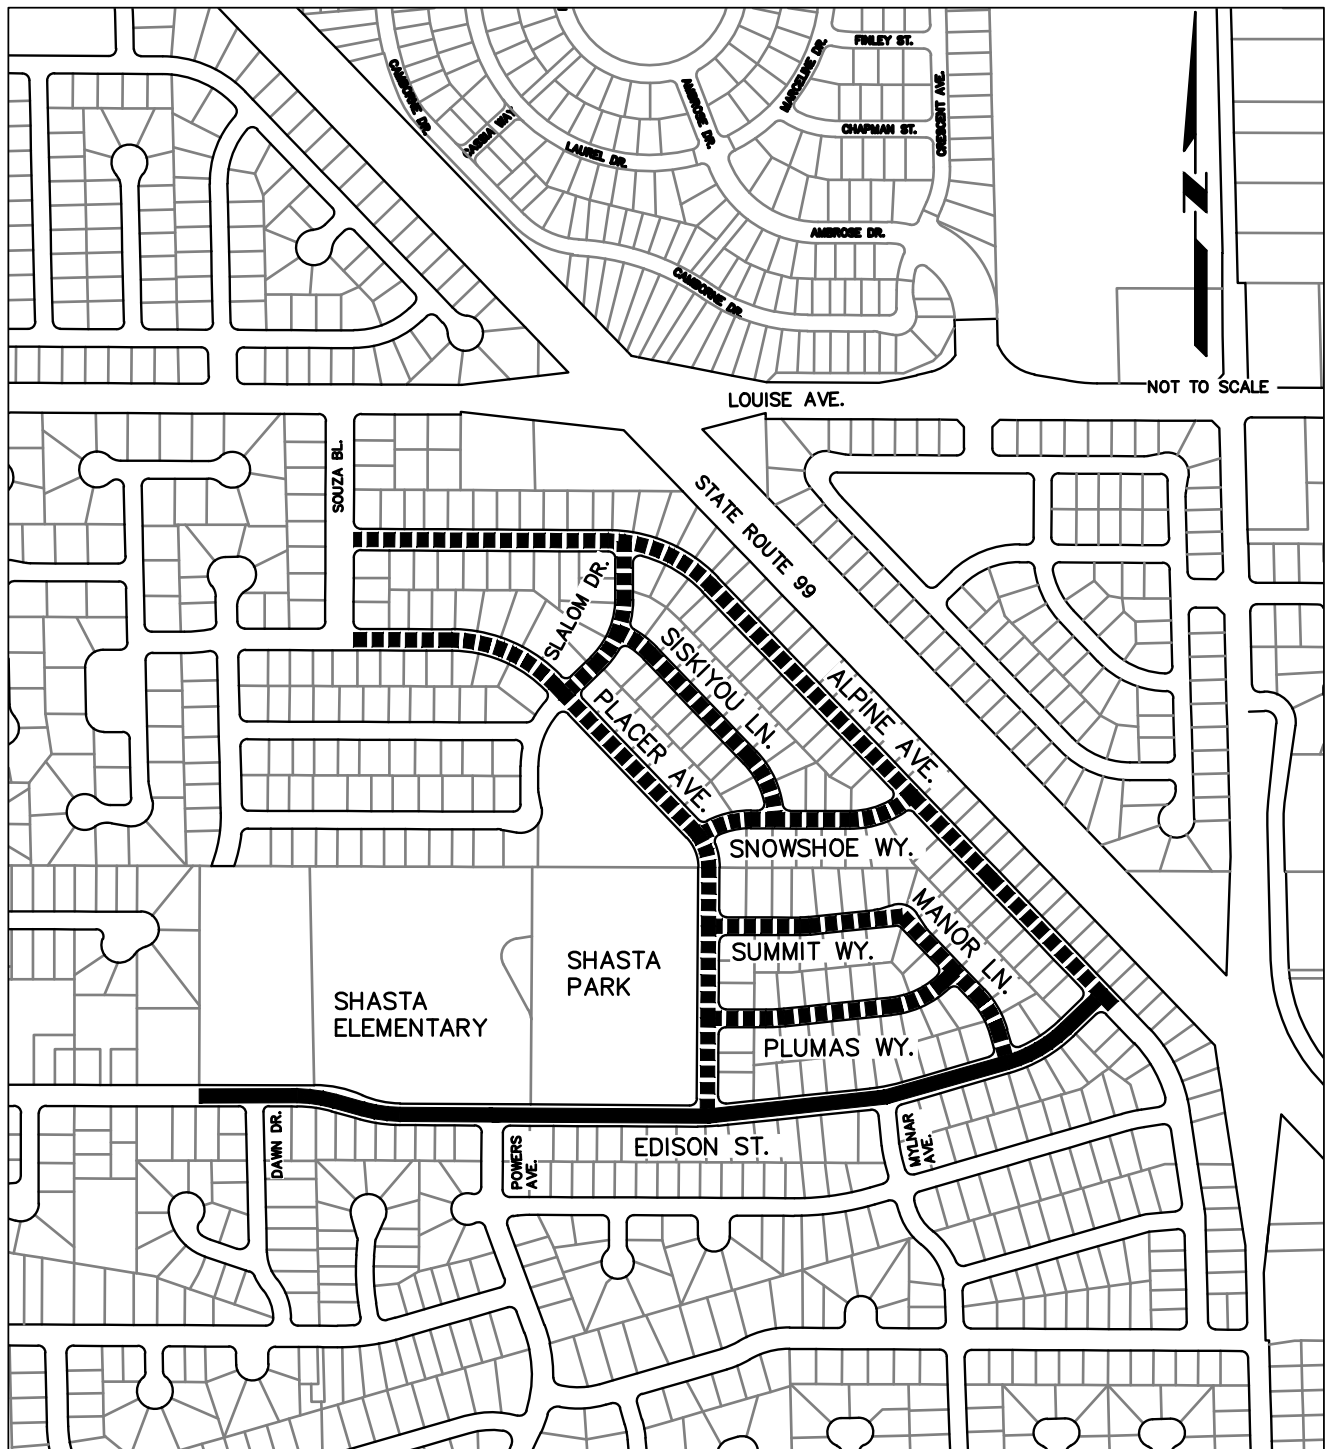 FINLEY ST.
CAMBORNE DR.
MARCELINE DR.
AMBROSE DR.
CRESCENT AVE.
CASSIA WAY
CHAPMAN ST.
LAUREL DR.
N
AMBROSE DR.
CAMBORNE DR.
NOT TO SCALE
LOUISE AVE.
SOUZA BL.
STATE ROUTE 99
SLALOM DR.
SISKIYOU LN.
ALPINE AVE.
PLACER AVE.
SNOWSHOE WY.
MANOR LN.
SUMMIT WY.
SHASTA
PARK
SHASTA
ELEMENTARY
PLUMAS WY.
DAWN DR.
POWERS
AVE.
EDISON ST.
MYLNAR
AVE.